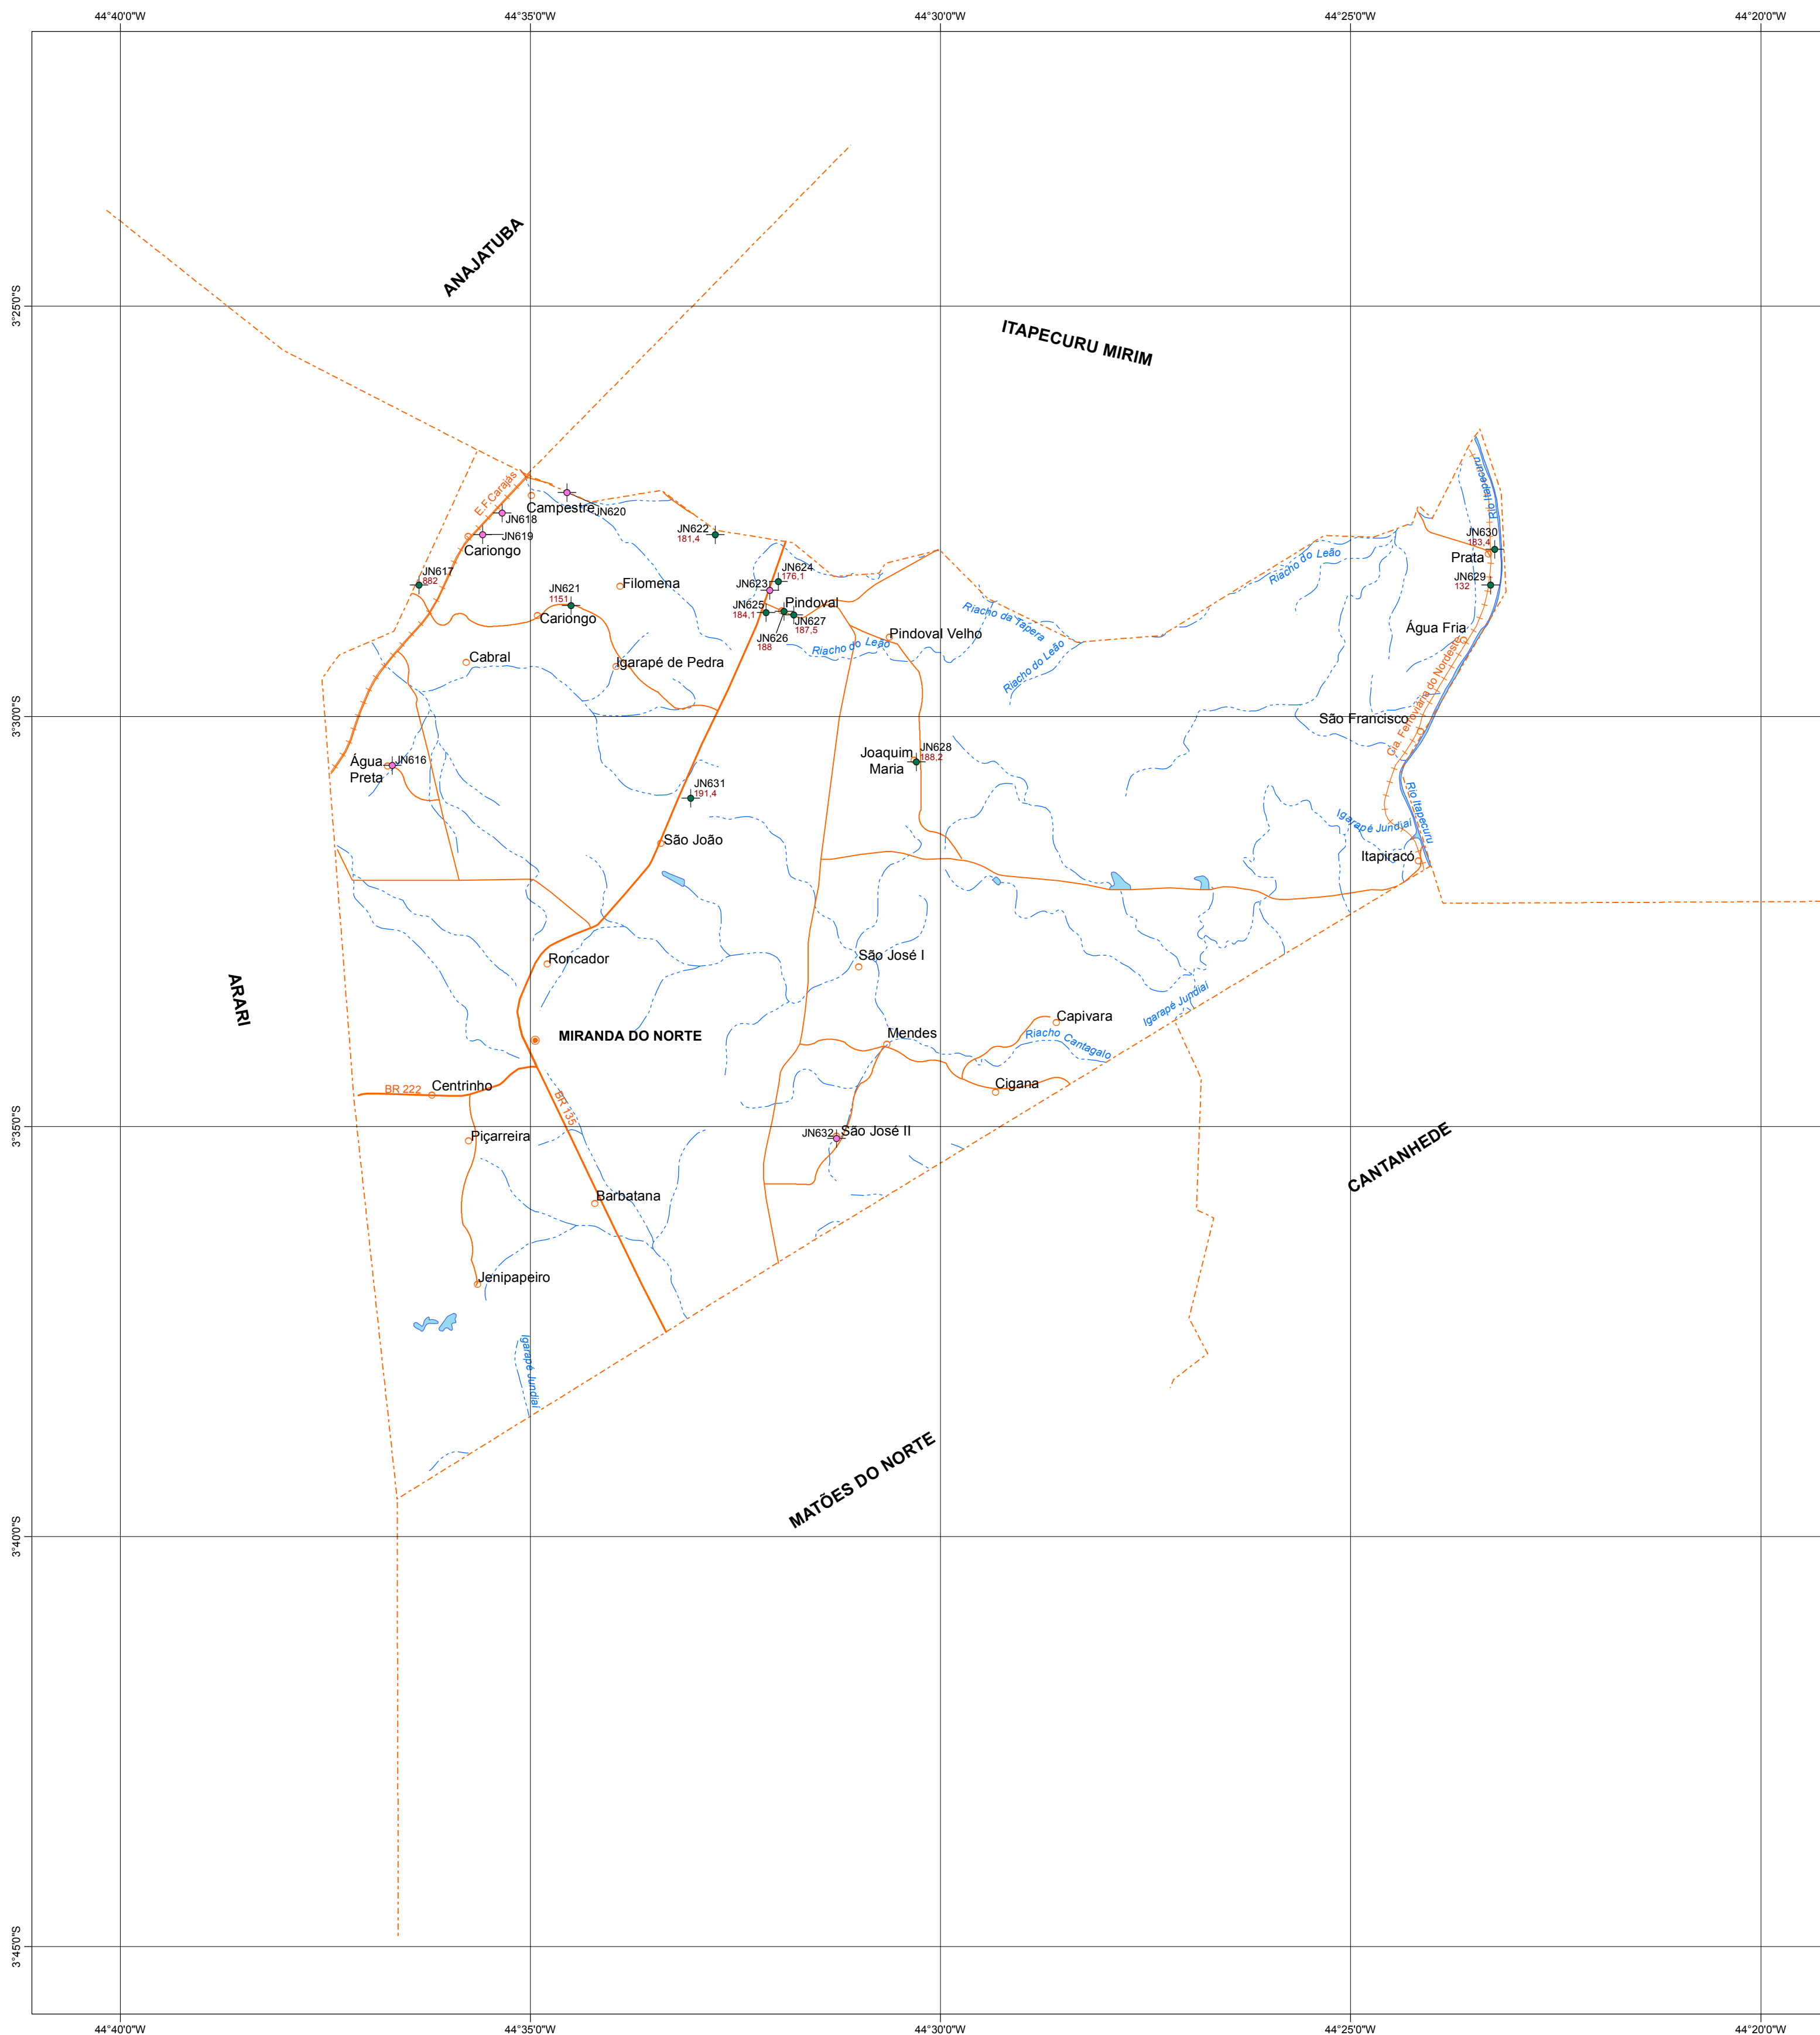 44°40'0"W
44°35'0"W
44°30'0"W
44°25'0"W
44°20'0"W
ANAJATUBA
3°25'0"S
ITAPECURU MIRIM
E.F.Carajás
Rio Itapecuru
Campestre
JN620
JN618
JN619
Cariongo
JN622
181,4
JN630
183,4
Prata
Riacho do Leão
JN617
882
JN624
176,1
JN623
JN629
132
Filomena
JN621
1151
Cariongo
Pindoval
JN625
184,1
JN627
187,5
JN626
188
Riacho da Tapera
Água Fria
Pindoval Velho
Riacho do Leão
Riacho do Leão
Cabral
Igarapé de Pedra
Cia. Ferroviária do Nordeste
3°30'0"S
São Francisco
Joaquim
Maria
JN628
188,2
Água
Preta
JN616
JN631
191,4
Rio Itapecuru
Igarapé Jundiaí
São João
Itapiracó
São José I
Roncador
ARARI
Igarapé Jundiaí
Capivara
MIRANDA DO NORTE
Mendes
Riacho Cantagalo
BR 222
Centrinho
Cigana
BR 135
3°35'0"S
Piçarreira
JN632
São José II
CANTANHEDE
Barbatana
Jenipapeiro
Igarapé Jundiaí
MATÕES DO NORTE
3°40'0"S
3°45'0"S
44°40'0"W
44°35'0"W
44°30'0"W
44°25'0"W
44°20'0"W